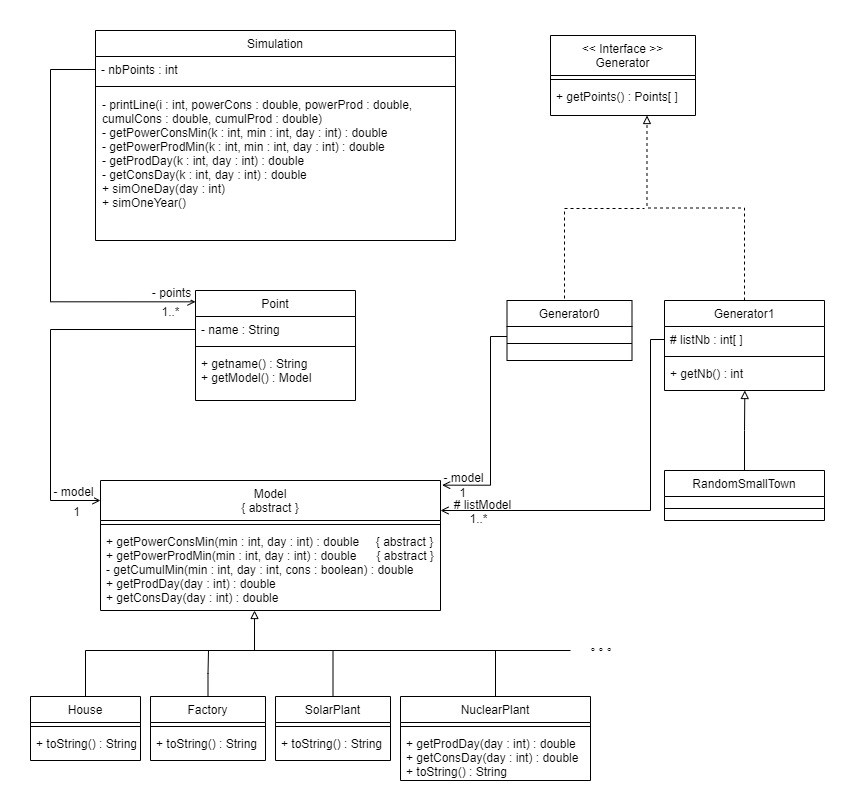 Simulation
- nbPoints : int
- printLine(i : int, powerCons : double, powerProd : double,
cumulCons : double, cumulProd : double)
- getPowerConsMin(k : int, min : int, day : int) : double
- getPowerProdMin(k : int, min : int, day : int) : double
- getProdDay(k : int, day : int) : double
- getConsDay(k : int, day : int) : double
+ simOneDay(day : int)
+ simOneYear()
<< Interface >>
Generator
+ getPoints() : Points[ ]
- points
1..*
Point
- name : String
+ getname() : String
+ getModel() : Model
Generator0
Generator1
# listNb : int[ ]
+ getNb() : int
RandomSmallTown
- model
1
- model
1
# listModel
1..*
Model
{ abstract }
+ getPowerConsMin(min : int, day : int) : double { abstract }
+ getPowerProdMin(min : int, day : int) : double { abstract }
- getCumulMin(min : int, day : int, cons : boolean) : double
+ getProdDay(day : int) : double
+ getConsDay(day : int) : double
House
+ toString() : String
Factory
+ toString() : String
SolarPlant
+ toString() : String
NuclearPlant
+ getProdDay(day : int) : double
+ getConsDay(day : int) : double
+ toString() : String